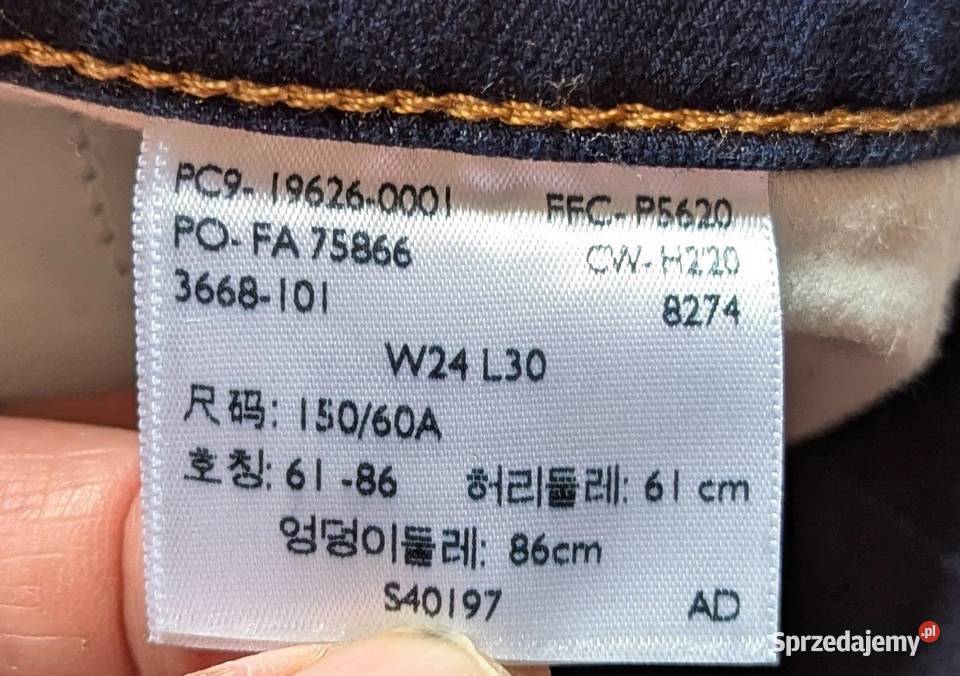 PC9-19626-0001 FFC-P5620
PO-FA 75866 CW-H220
3668-101 8274
W24 L30
尺码: 150/60A
호칭: 61 -86 허리둘레: 61 cm
엉덩이둘레: 86cm
S40197 AD
Sprzedajemy.pl